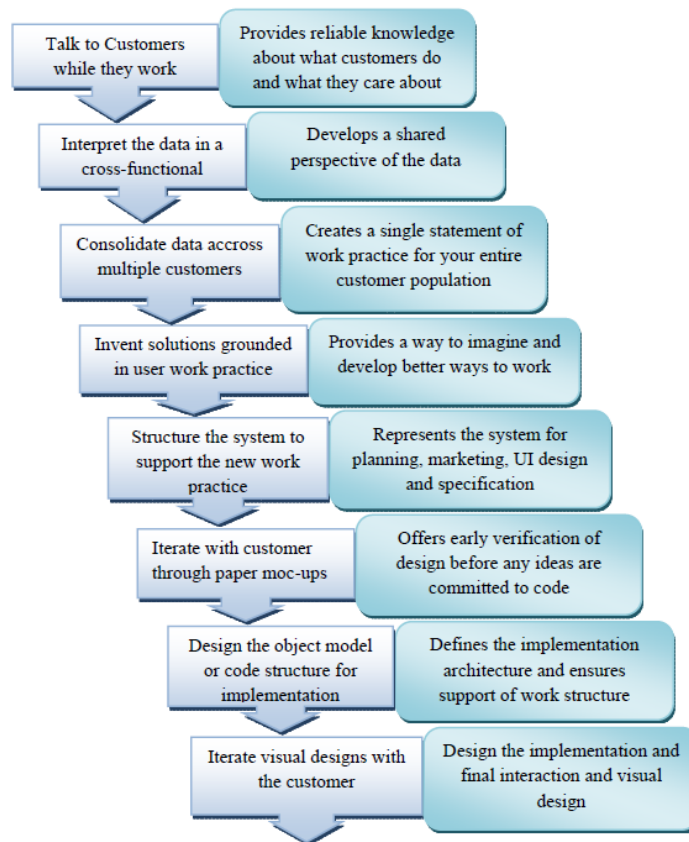 Talk to Customers
while they work
Provides reliable knowledge
about what customers do
and what they care about
Interpret the data in a
cross-functional
Develops a shared
perspective of the data
Consolidate data accross
multiple customers
Creates a single statement of
work practice for your entire
customer population
Invent solutions grounded
in user work practice
Provides a way to imagine and
develop better ways to work
Structure the system to
support the new work
practice
Represents the system for
planning, marketing, UI design
and specification
Iterate with customer
through paper moc-ups
Offers early verification of
design before any ideas are
committed to code
Design the object model
or code structure for
implementation
Defines the implementation
architecture and ensures
support of work structure
Iterate visual designs with
the customer
Design the implementation and
final interaction and visual
design